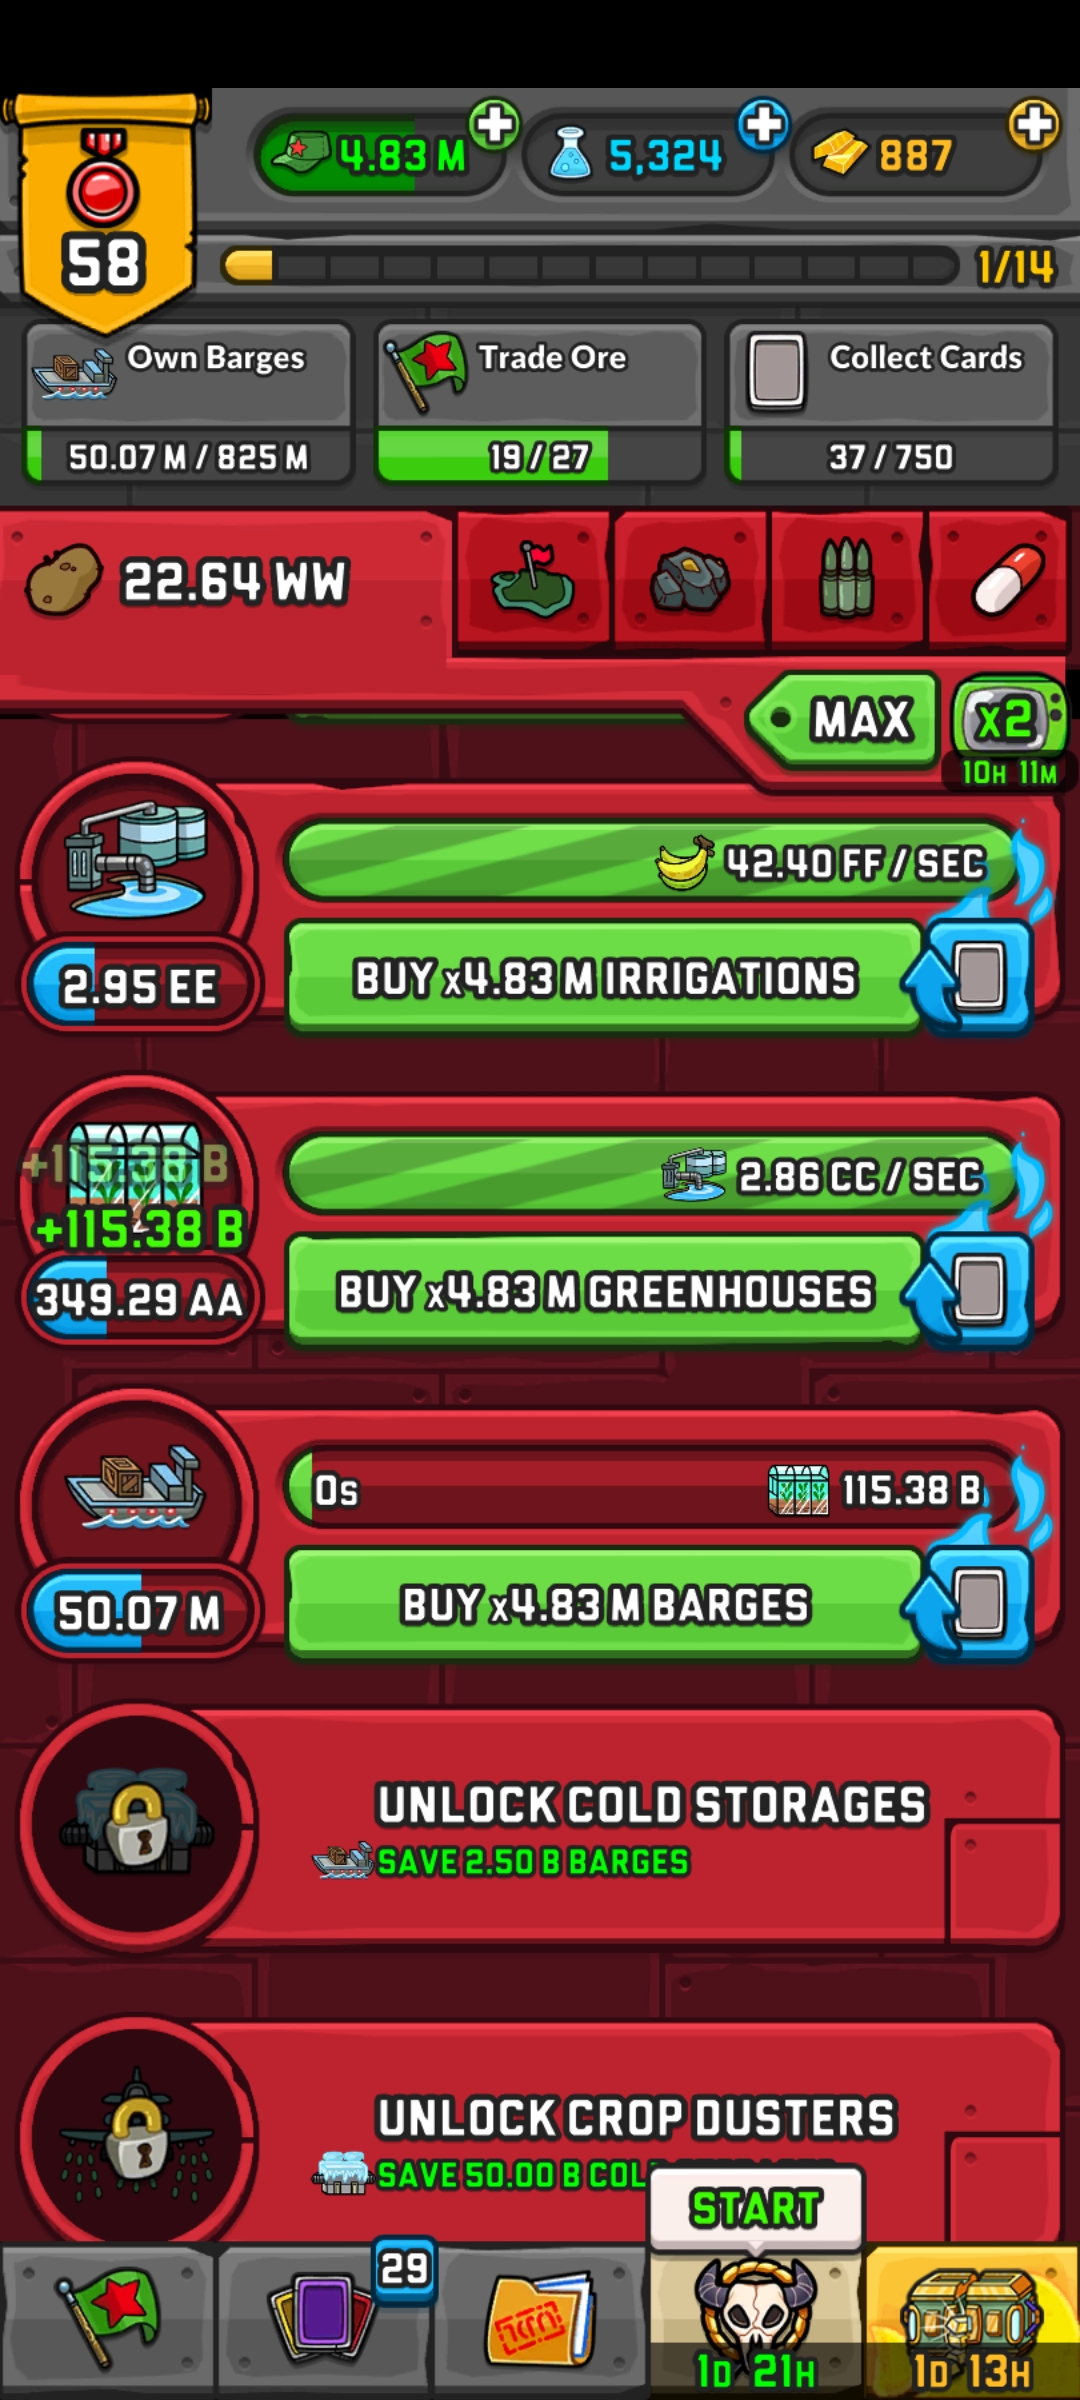 4.83 M
5,324
887
58
1/14
Own Barges
50.07 M / 825 M
Trade Ore
19 / 27
Collect Cards
37 / 750
22.64 WW
MAX
x2
10H 11M
42.40 FF / SEC
2.95 EE
BUY x4.83 M IRRIGATIONS
+115.38 B
+115.38 B
2.86 CC / SEC
349.29 AA
BUY x4.83 M GREENHOUSES
0s
115.38 B
50.07 M
BUY x4.83 M BARGES
UNLOCK COLD STORAGES
SAVE 2.50 B BARGES
UNLOCK CROP DUSTERS
SAVE 50.00 B COL
START
29
1D 21H
1D 13H